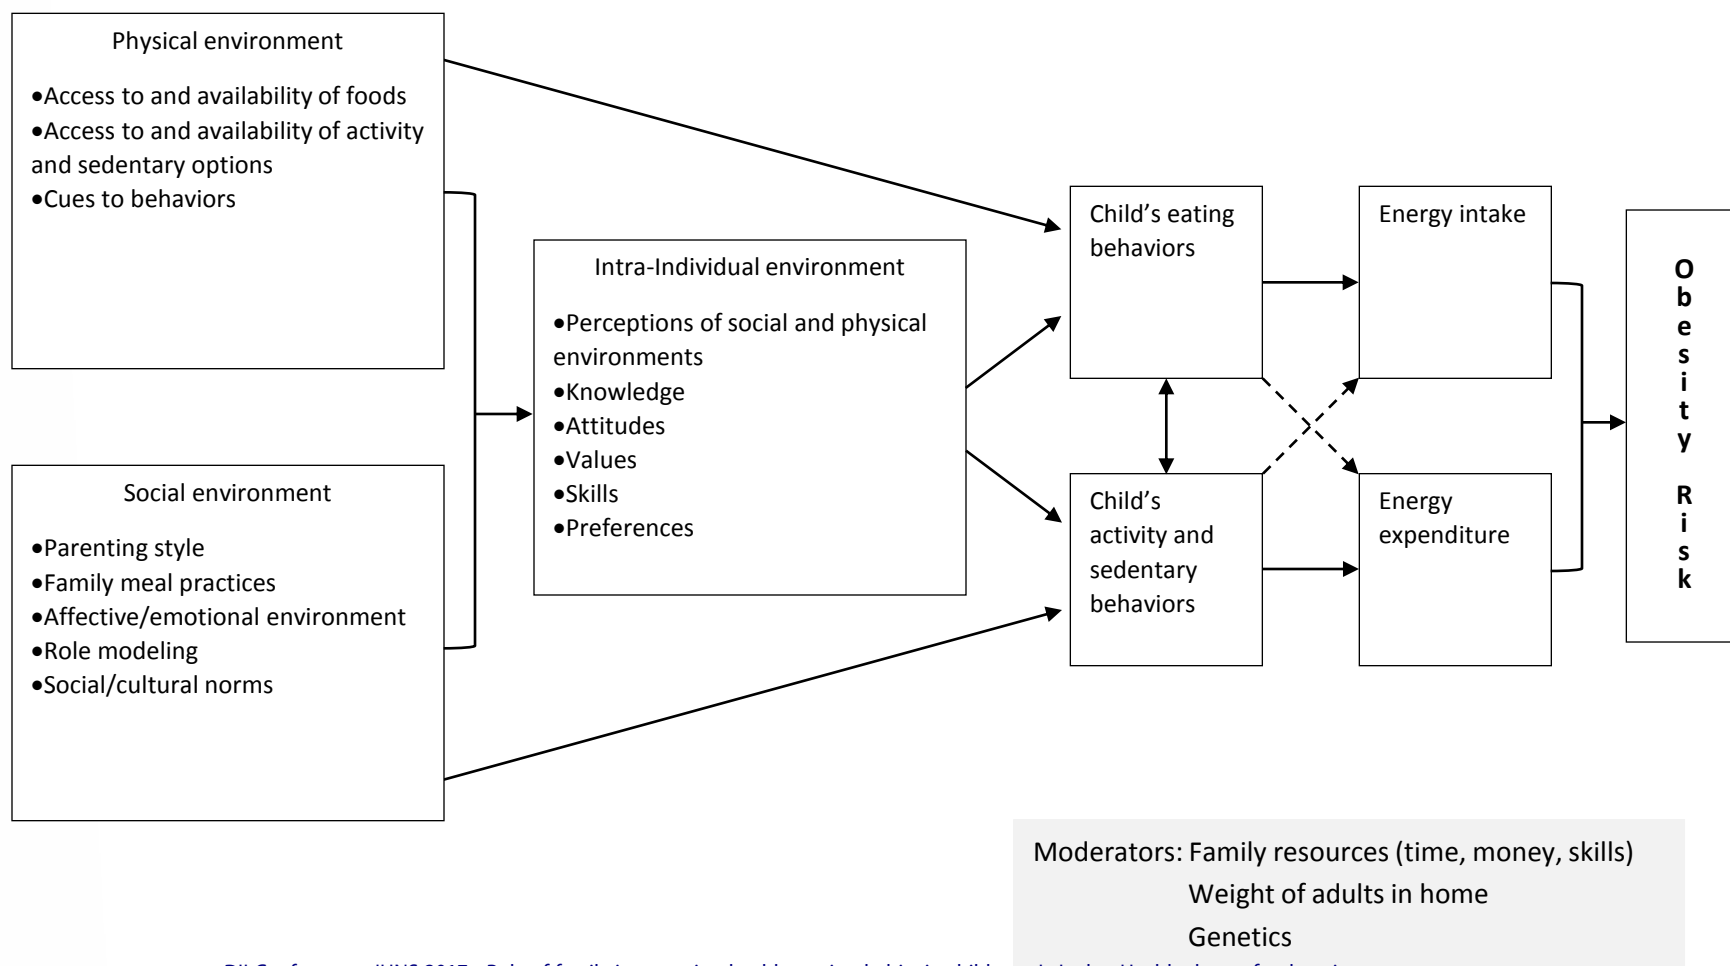 Physical environment
•Access to and availability of foods
•Access to and availability of activity
and sedentary options
•Cues to behaviors
Social environment
•Parenting style
•Family meal practices
•Affective/emotional environment
•Role modeling
•Social/cultural norms
Intra-Individual environment
•Perceptions of social and physical
environments
•Knowledge
•Attitudes
•Values
•Skills
•Preferences
Child’s eating
behaviors
Child’s
activity and
sedentary
behaviors
Energy intake
Energy
expenditure
Obesity Risk
Moderators: Family resources (time, money, skills)
Weight of adults in home
Genetics